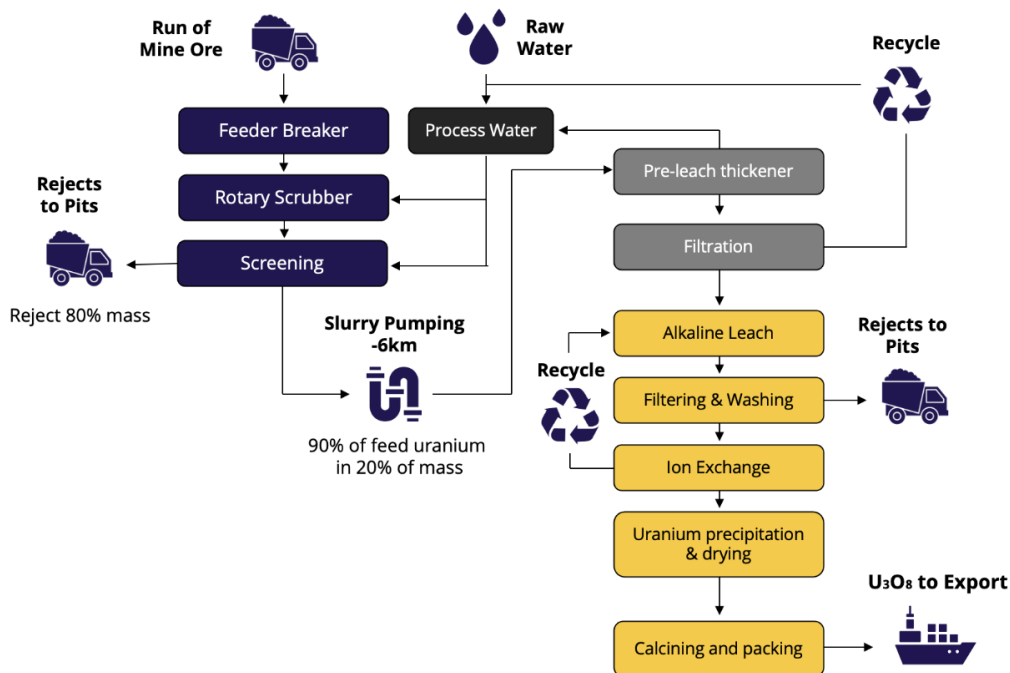 Run of
Mine Ore
Raw
Water
Recycle
Feeder Breaker
Process Water
Pre-leach thickener
Rotary Scrubber
Rejects
to Pits
Screening
Filtration
Reject 80% mass
Slurry Pumping
-6km
Alkaline Leach
Rejects to
Pits
Recycle
Filtering & Washing
90% of feed uranium
in 20% of mass
Ion Exchange
Uranium precipitation
& drying
U₃O₈ to Export
Calcining and packing